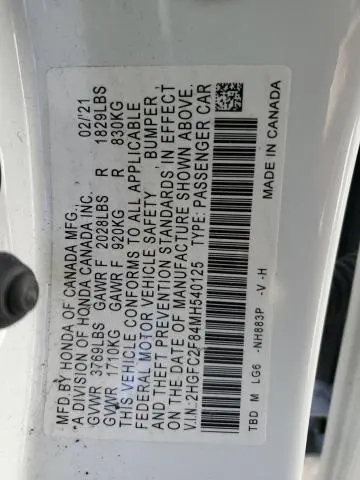 MFD. BY HONDA OF CANADA MFG. 02/'21
A DIVISION OF HONDA CANADA INC.
GVWR 3769LBS GAWR F 2028LBS R 1829LBS
GVWR 1710KG GAWR F 920KG R 830KG
THIS VEHICLE CONFORMS TO ALL APPLICABLE
FEDERAL MOTOR VEHICLE SAFETY BUMPER,
AND THEFT PREVENTION STANDARDS IN EFFECT
ON THE DATE OF MANUFACTURE SHOWN ABOVE.
V.I.N.:2HGFC2F84MH540125 TYPE: PASSENGER CAR
TBD M LG6 -NH883P -V -H MADE IN CANADA